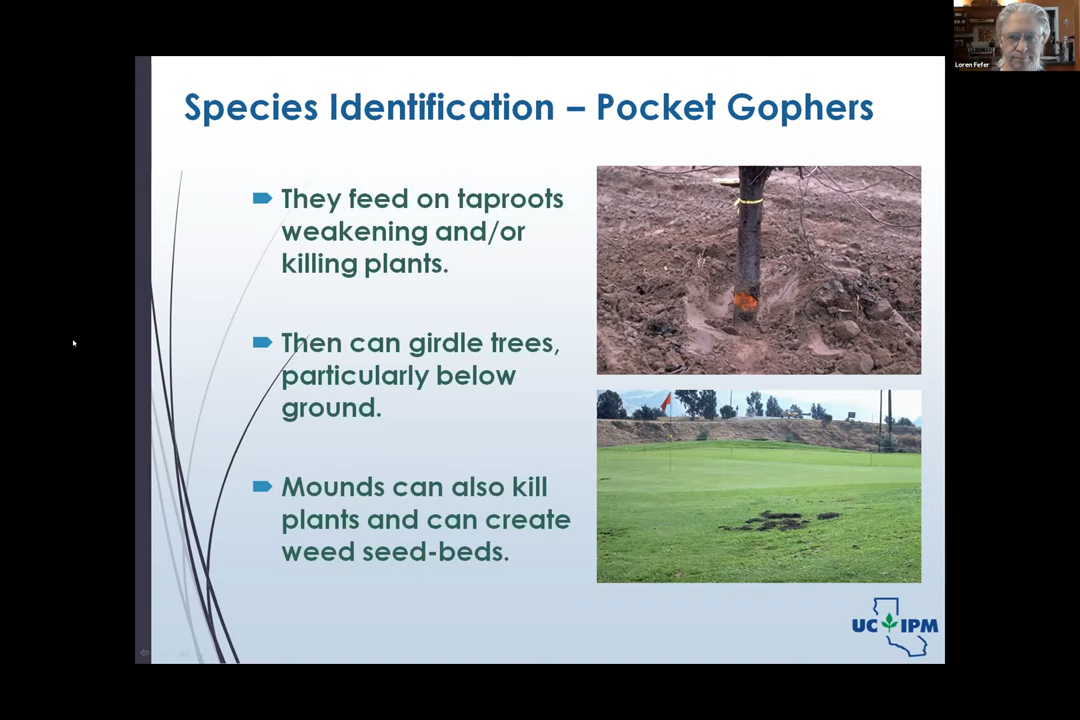 Loren Fefer
Species Identification – Pocket Gophers
They feed on taproots
weakening and/or
killing plants.
Then can girdle trees,
particularly below
ground.
Mounds can also kill
plants and can create
weed seed-beds.
UC IPM